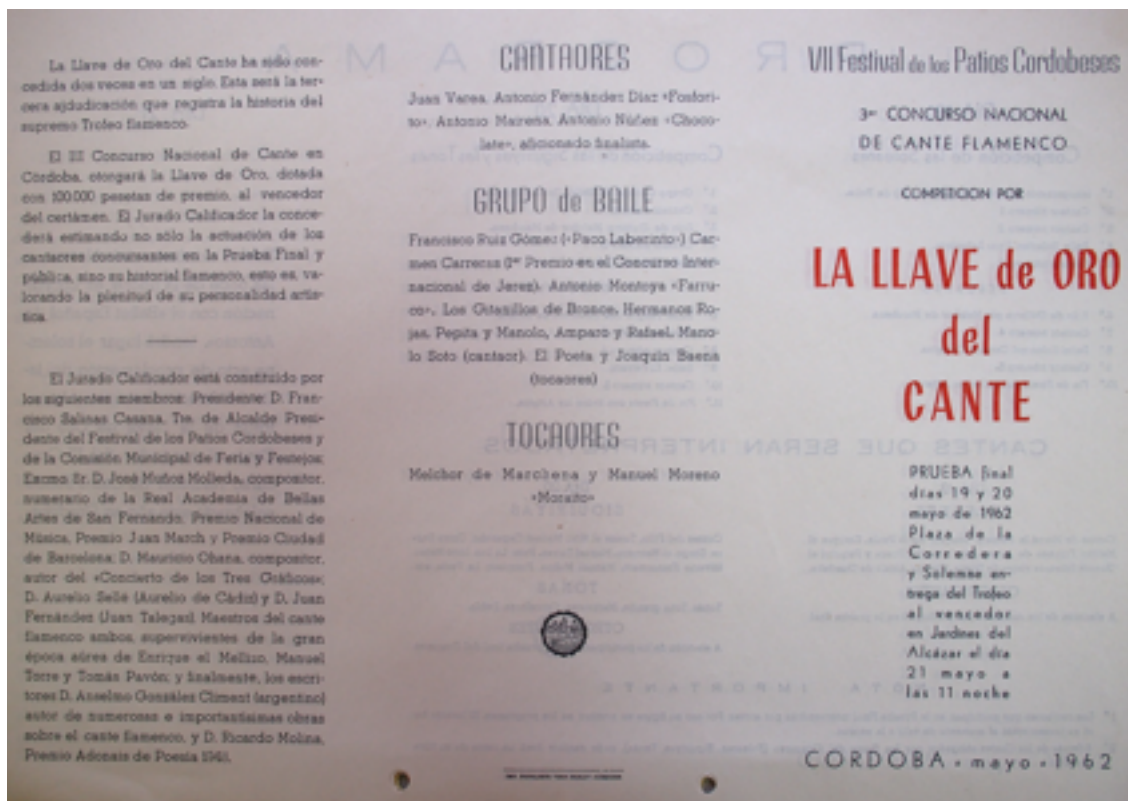 La Llave de Oro del Cante ha sido con-
cedida dos veces en un siglo. Esta será la ter-
cera ajdudicación que registra la historia del
supremo Trofeo flamenco.
El III Concurso Nacional de Cante en
Córdoba, otorgará la Llave de Oro, dotada
con 100.000 pesetas de premio, al vencedor
del certámen. El Jurado Calificador la conce-
derá estimando no sólo la actuación de los
cantaores concursantes en la Prueba Final y
pública, sino su historial flamenco, esto es, va-
lorando la plenitud de su personalidad artís-
tica.
El Jurado Calificador está constituido por
los siguientes miembros: Presidente: D. Fran-
cisco Salinas Casana, Tte. de Alcalde Presi-
dente del Festival de los Patios Cordobeses y
de la Comisión Municipal de Feria y Festejos;
Excmo. Sr. D. José Muñoz Molleda, compositor,
numerario de la Real Academia de Bellas
Artes de San Fernando, Premio Nacional de
Música, Premio Juan March y Premio Ciudad
de Barcelona; D. Mauricio Ohana, compositor,
autor del «Concierto de los Tres Gráficos»;
D. Aurelio Sellé (Aurelio de Cádiz) y D. Juan
Fernández (Juan Talegas) Maestros del cante
flamenco ambos, supervivientes de la gran
época aúrea de Enrique el Mellizo, Manuel
Torre y Tomás Pavón; y finalmente, los escri-
tores D. Anselmo González Climent (argentino)
autor de numerosas e importantísimas obras
sobre el cante flamenco, y D. Ricardo Molina,
Premio Adonais de Poesía
CANTAORES
Juan Varea, Antonio Fernández Díaz «Fosfori-
to», Antonio Mairena, Antonio Núñez «Choco-
late», aficionado finalista.
GRUPO de BAILE
Francisco Ruiz Gómez («Paco Laberinto») Car-
men Carreras (1er Premio en el Concurso Inter-
nacional de Jerez), Antonio Montoya «Farru-
co», Los Gitanillos de Bronce, Hermanos Ro-
jas, Pepita y Manolo, Amparo y Rafael, Mano-
lo Soto (cantaor), El Poeta y Joaquín Baena
(tocaores)
TOCAORES
Melchor de Marchena y Manuel Moreno
«Moraíto»
VII Festival de los Patios Cordobeses
3er CONCURSO NACIONAL
DE CANTE FLAMENCO
COMPETICION POR
LA LLAVE de ORO
del
CANTE
PRUEBA final
días 19 y 20
mayo de 1962
Plaza de la
Corredera
y Solemne en-
trega del Trofeo
al vencedor
en Jardines del
Alcázar el día
21 mayo a
las 11 noche
CORDOBA - mayo - 1962